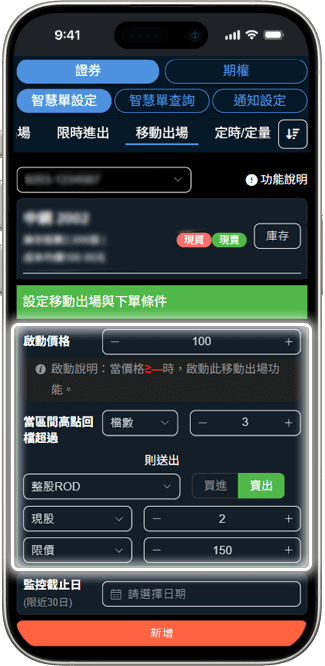 9:41
證券 期權
智慧單設定 智慧單查詢 通知設定
場 限時進出 移動出場 定時/定量
功能說明
中鋼 2002
現買 現賣 庫存
設定移動出場與下單條件
啟動價格 − 100 +
啟動說明：當價格≥—時，啟動此移動出場功
能。
當區間高點回 檔數 − 3 +
檔超過
則送出
整股ROD 買進 賣出
現股 − 2 +
限價 − 150 +
監控截止日 請選擇日期
(限近30日)
新增